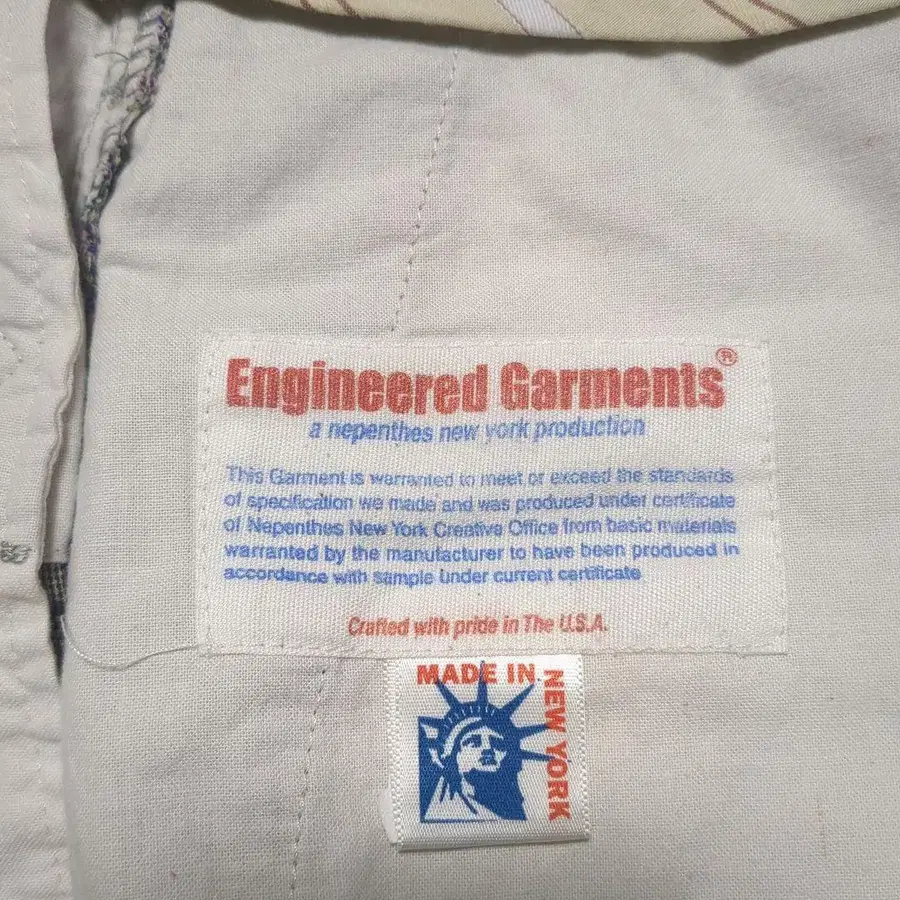 Engineered Garments®
a nepenthes new york production
This Garment is warranted to meet or exceed the standards
of specification we made and was produced under certificate
of Nepenthes New York Creative Office from basic materials
warranted by the manufacturer to have been produced in
accordance with sample under current certificate
Crafted with pride in The U.S.A.
MADE IN
NEW YORK